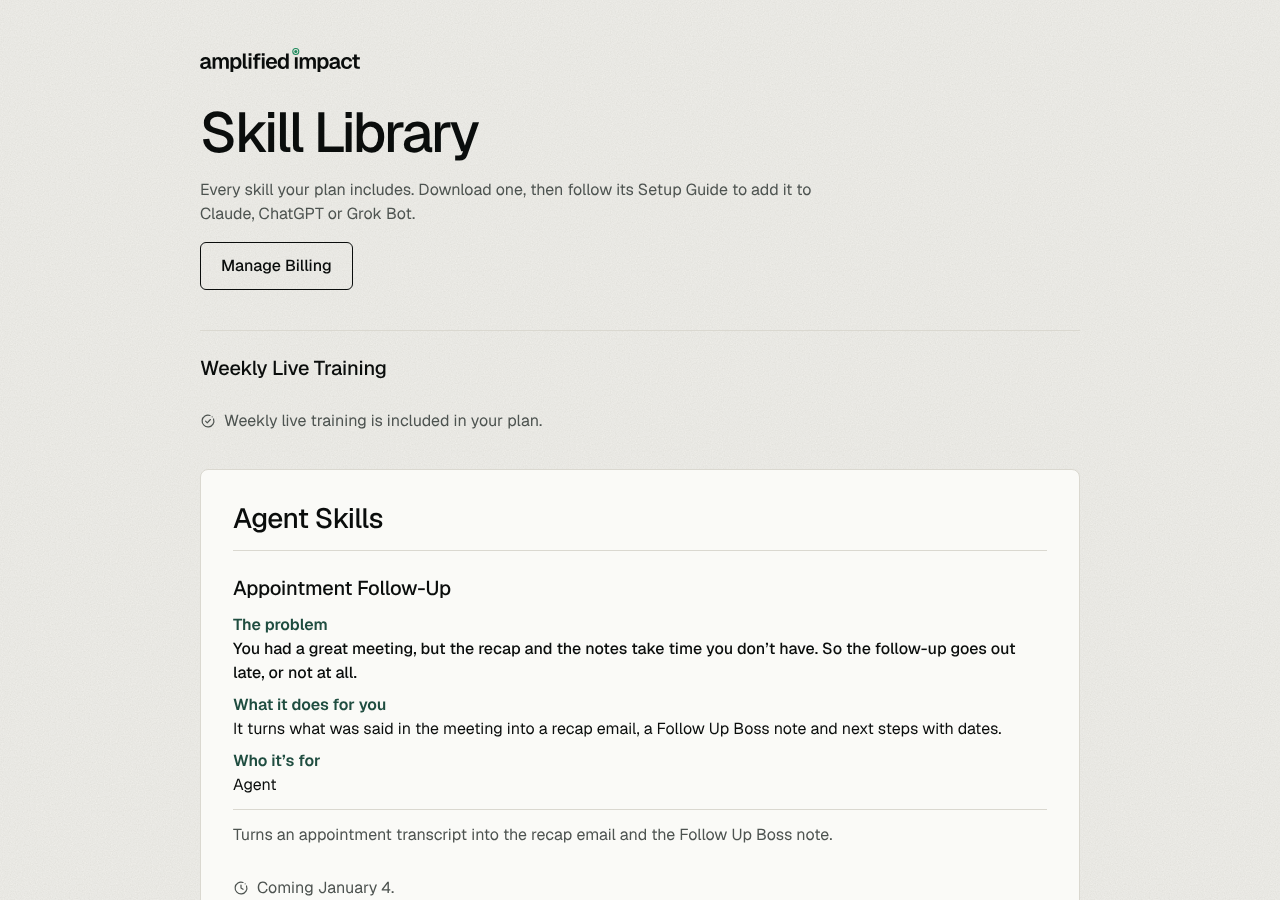 amplified impact
Skill Library
Every skill your plan includes. Download one, then follow its Setup Guide to add it to
Claude, ChatGPT or Grok Bot.
Manage Billing
Weekly Live Training
Weekly live training is included in your plan.
Agent Skills
Appointment Follow-Up
The problem
You had a great meeting, but the recap and the notes take time you don’t have. So the follow-up goes out
late, or not at all.
What it does for you
It turns what was said in the meeting into a recap email, a Follow Up Boss note and next steps with dates.
Who it’s for
Agent
Turns an appointment transcript into the recap email and the Follow Up Boss note.
Coming January 4.